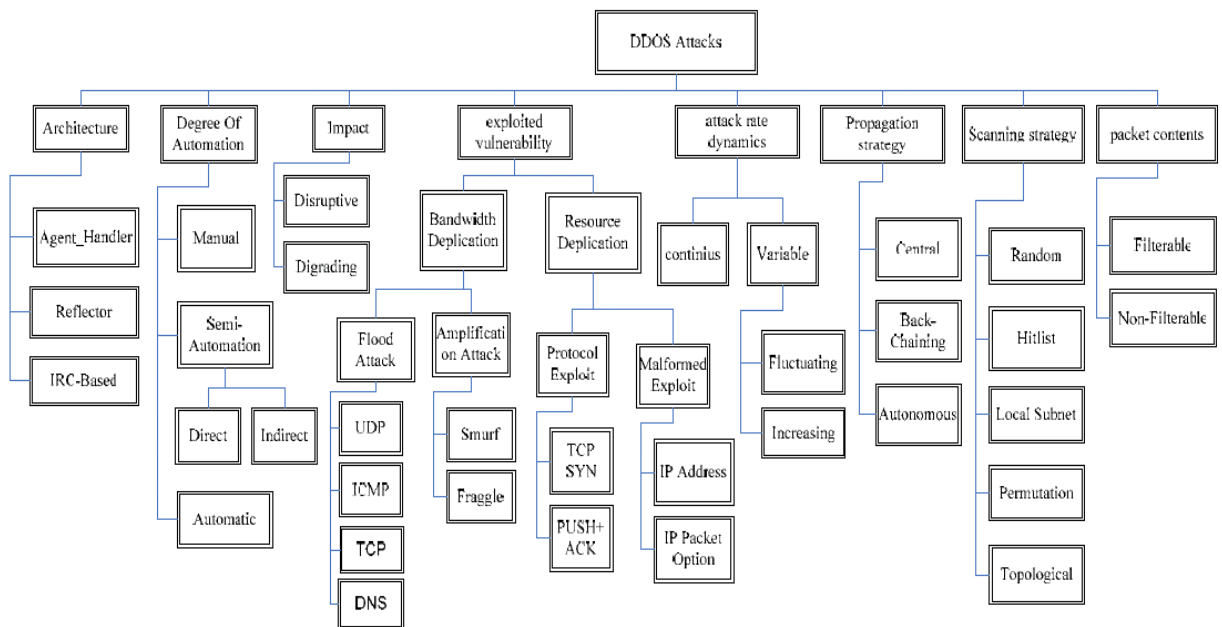 DDOS Attacks
Architecture
Degree Of
Automation
Impact
exploited
vulnerability
attack rate
dynamics
Propagation
strategy
Scanning strategy
packet contents
Agent_Handler
Reflector
IRC-Based
Manual
Semi-
Automation
Direct
Indirect
Automatic
Disruptive
Digrading
Bandwidth
Deplication
Resource
Deplication
Flood
Attack
Amplificati
on Attack
UDP
ICMP
TCP
DNS
Smurf
Fraggle
Protocol
Exploit
Malformed
Exploit
TCP
SYN
PUSH+
ACK
IP Address
IP Packet
Option
continius
Variable
Fluctuating
Increasing
Central
Back-
Chaining
Autonomous
Random
Hitlist
Local Subnet
Permutation
Topological
Filterable
Non-Filterable